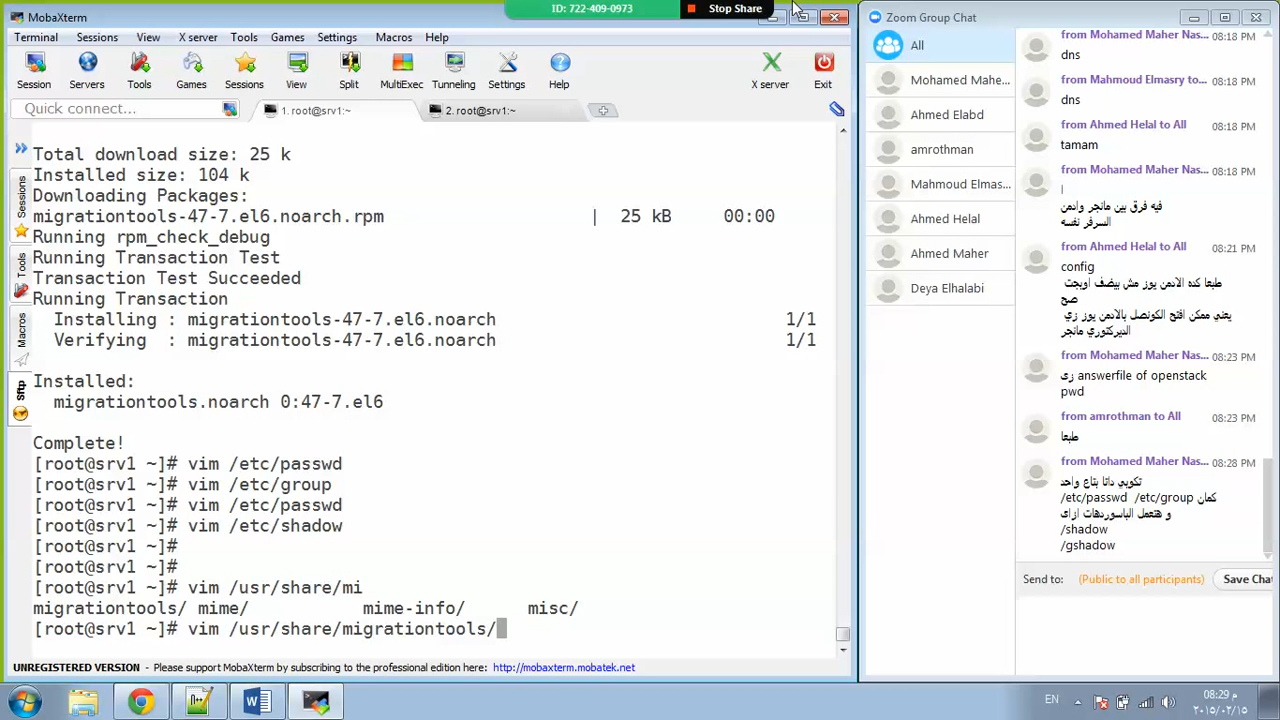 ID: 722-409-0973
Stop Share
MobaXterm
Terminal Sessions View X server Tools Games Settings Macros Help
Session Servers Tools Games Sessions View Split MultiExec Tunneling Settings Help X server Exit
Quick connect...
1. root@srv1:~
2. root@srv1:~
Sessions
Tools
Macros
Sftp
Total download size: 25 k
Installed size: 104 k
Downloading Packages:
migrationtools-47-7.el6.noarch.rpm | 25 kB 00:00
Running rpm_check_debug
Running Transaction Test
Transaction Test Succeeded
Running Transaction
Installing : migrationtools-47-7.el6.noarch 1/1
Verifying : migrationtools-47-7.el6.noarch 1/1
Installed:
migrationtools.noarch 0:47-7.el6
Complete!
[root@srv1 ~]# vim /etc/passwd
[root@srv1 ~]# vim /etc/group
[root@srv1 ~]# vim /etc/passwd
[root@srv1 ~]# vim /etc/shadow
[root@srv1 ~]#
[root@srv1 ~]#
[root@srv1 ~]# vim /usr/share/mi
migrationtools/ mime/ mime-info/ misc/
[root@srv1 ~]# vim /usr/share/migrationtools/
UNREGISTERED VERSION - Please support MobaXterm by subscribing to the professional edition here: http://mobaxterm.mobatek.net
Zoom Group Chat
All
Mohamed Mahe...
Ahmed Elabd
amrothman
Mahmoud Elmas...
Ahmed Helal
Ahmed Maher
Deya Elhalabi
from Mohamed Maher Nas... 08:18 PM
dns
from Mahmoud Elmasry to... 08:18 PM
dns
from Ahmed Helal to All 08:18 PM
tamam
from Mohamed Maher Nas... 08:18 PM
l
فيه فرق بين مانجر وادمن
السرفر نفسه
from Ahmed Helal to All 08:21 PM
config
طبعا كده الادمن يوز مش بيضف اوبجت
صح
يعني ممكن افتح الكونصل بالادمن يوز زي
الديركتوري مانجر
from Mohamed Maher Nas... 08:23 PM
زى answerfile of openstack
pwd
from amrothman to All 08:23 PM
طبعا
from Mohamed Maher Nas... 08:28 PM
تكوبي داتا بتاع واحد
/etc/passwd /etc/group كمان
و هتعمل الباسوردهات ازاى
/shadow
/gshadow
Send to: (Public to all participants) Save Chat
EN
08:29 م
٢٠١٥/٠٢/١٥